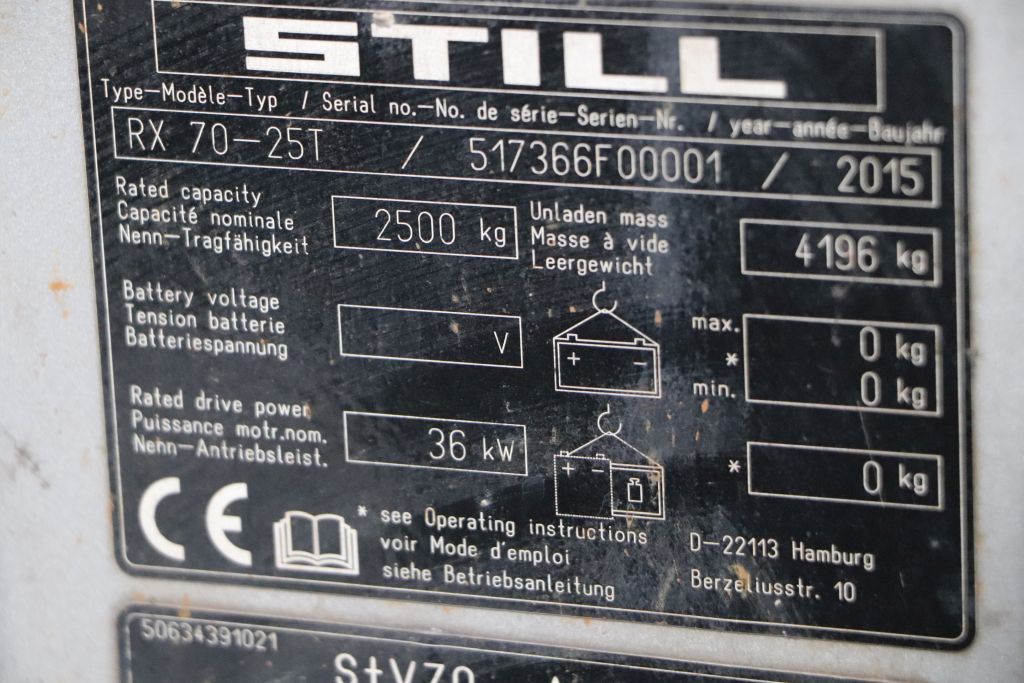 STILL
Type-Modèle-Typ / Serial no.-No. de série-Serien-Nr. / year-année-Baujahr
RX 70-25T / 517366F00001 / 2015
Rated capacity
Capacité nominale
Nenn-Tragfähigkeit
2500 kg
Unladen mass
Masse à vide
Leergewicht
4196 kg
Battery voltage
Tension batterie
Batteriespannung
V
+ -
max. 0 kg
*
min. 0 kg
Rated drive power
Puissance motr.nom.
Nenn-Antriebsleist.
36 kW
+ -
* 0 kg
CE
* see Operating instructions
voir Mode d'emploi
siehe Betriebsanleitung
D-22113 Hamburg
Berzeliusstr. 10
50634391021